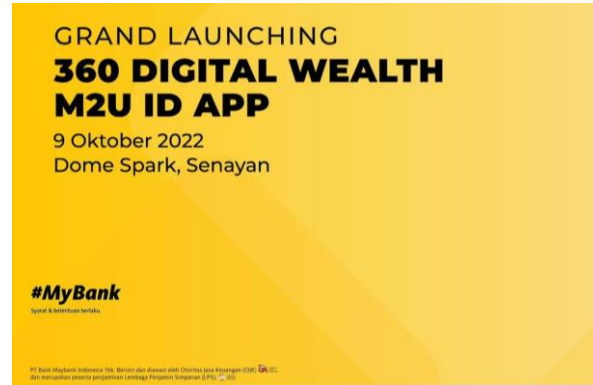 GRAND LAUNCHING
360 DIGITAL WEALTH
M2U ID APP
9 Oktober 2022
Dome Spark, Senayan
#MyBank
Syarat & ketentuan berlaku.
PT Bank Maybank Indonesia Tbk. Berizin dan diawasi oleh Otoritas Jasa Keuangan (OJK)
dan merupakan peserta penjaminan Lembaga Penjamin Simpanan (LPS).